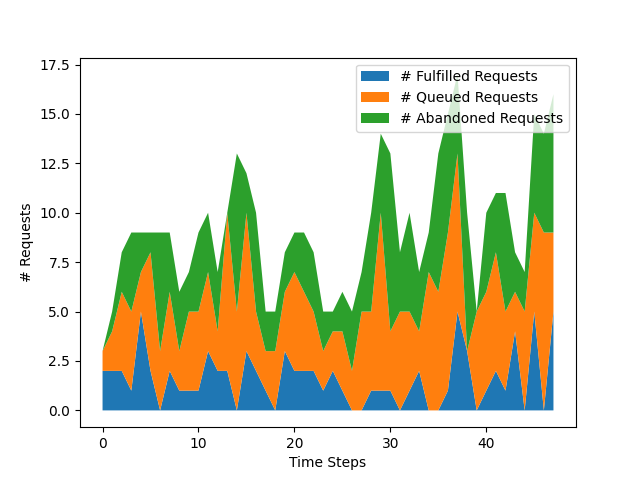 17.5
15.0
12.5
10.0
7.5
5.0
2.5
0.0
# Requests
# Fulfilled Requests
# Queued Requests
# Abandoned Requests
0 10 20 30 40
Time Steps